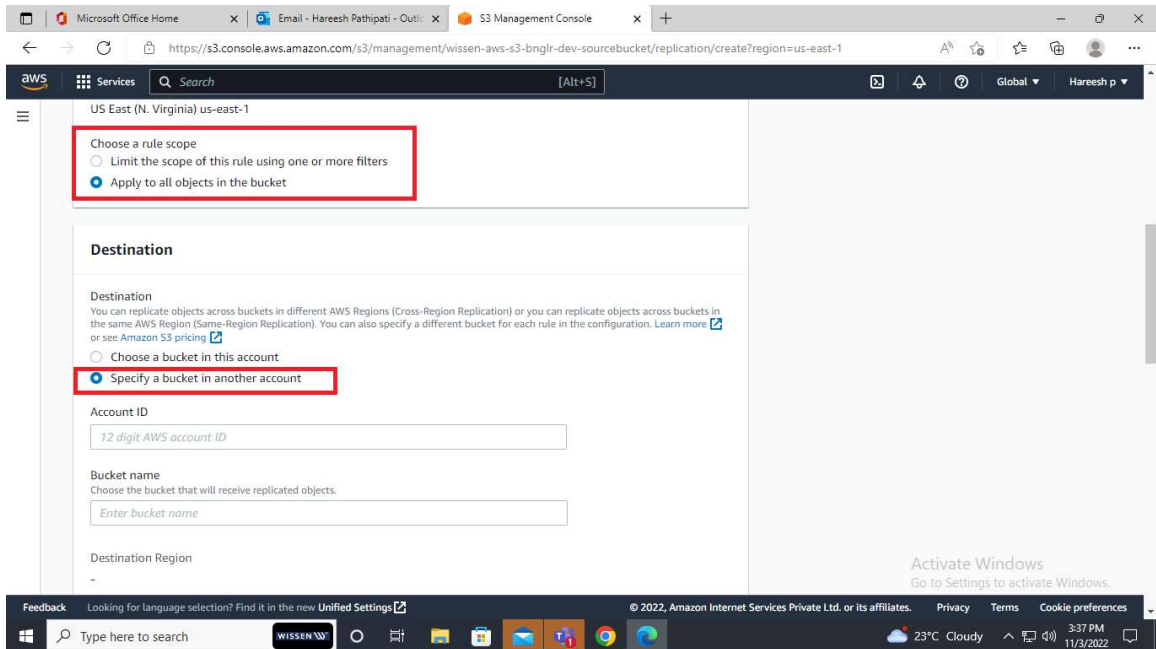 Microsoft Office Home
Email - Hareesh Pathipati - Outlo
S3 Management Console
https://s3.console.aws.amazon.com/s3/management/wissen-aws-s3-bnglr-dev-sourcebucket/replication/create?region=us-east-1
aws
Services
Search
[Alt+S]
Global
Hareesh p
US East (N. Virginia) us-east-1
Choose a rule scope
Limit the scope of this rule using one or more filters
Apply to all objects in the bucket
Destination
Destination
You can replicate objects across buckets in different AWS Regions (Cross-Region Replication) or you can replicate objects across buckets in
the same AWS Region (Same-Region Replication). You can also specify a different bucket for each rule in the configuration. Learn more
or see Amazon S3 pricing
Choose a bucket in this account
Specify a bucket in another account
Account ID
12 digit AWS account ID
Bucket name
Choose the bucket that will receive replicated objects.
Enter bucket name
Destination Region
-
Activate Windows
Go to Settings to activate Windows.
Feedback
Looking for language selection? Find it in the new Unified Settings
© 2022, Amazon Internet Services Private Ltd. or its affiliates.
Privacy
Terms
Cookie preferences
Type here to search
WISSEN
23°C Cloudy
3:37 PM
11/3/2022